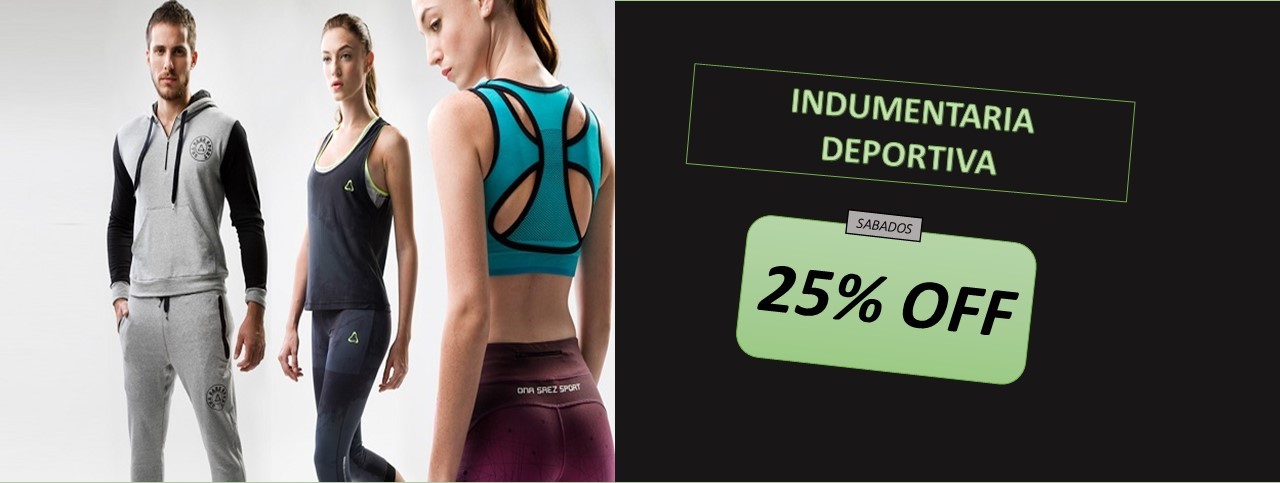 ONA SAEZ SPORT
INDUMENTARIA
DEPORTIVA
SABADOS
25% OFF